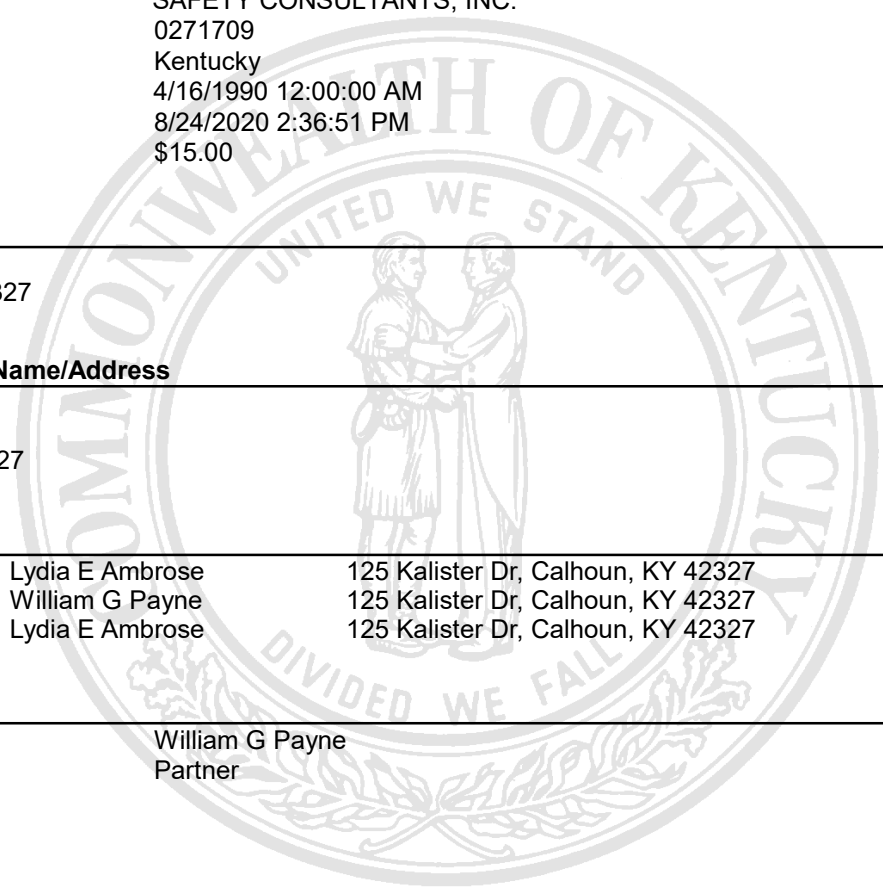 SAFETY CONSULTANTS, INC.
0271709
Kentucky
4/16/1990 12:00:00 AM
8/24/2020 2:36:51 PM
$15.00
COMMONWEALTH OF KENTUCKY
UNITED WE STAND
327
Name/Address
27
Lydia E Ambrose 125 Kalister Dr, Calhoun, KY 42327
William G Payne 125 Kalister Dr, Calhoun, KY 42327
Lydia E Ambrose 125 Kalister Dr, Calhoun, KY 42327
DIVIDED WE FALL
William G Payne
Partner